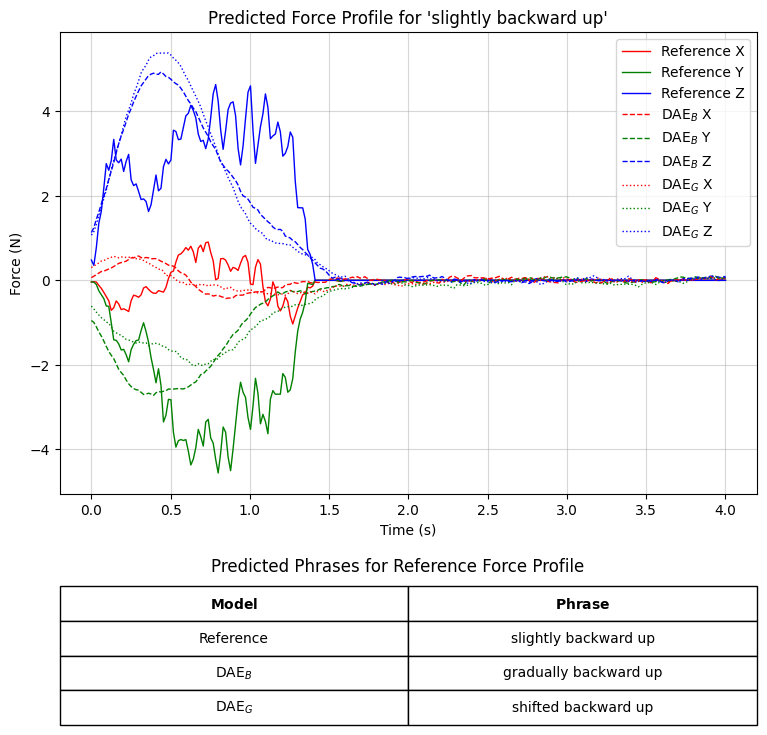 Predicted Force Profile for 'slightly backward up'
Reference X
Reference Y
Reference Z
DAE_B X
DAE_B Y
DAE_B Z
DAE_G X
DAE_G Y
DAE_G Z
Force (N)
4
2
0
−2
−4
0.0 0.5 1.0 1.5 2.0 2.5 3.0 3.5 4.0
Time (s)
Predicted Phrases for Reference Force Profile
Model Phrase
Reference slightly backward up
DAE_B gradually backward up
DAE_G shifted backward up